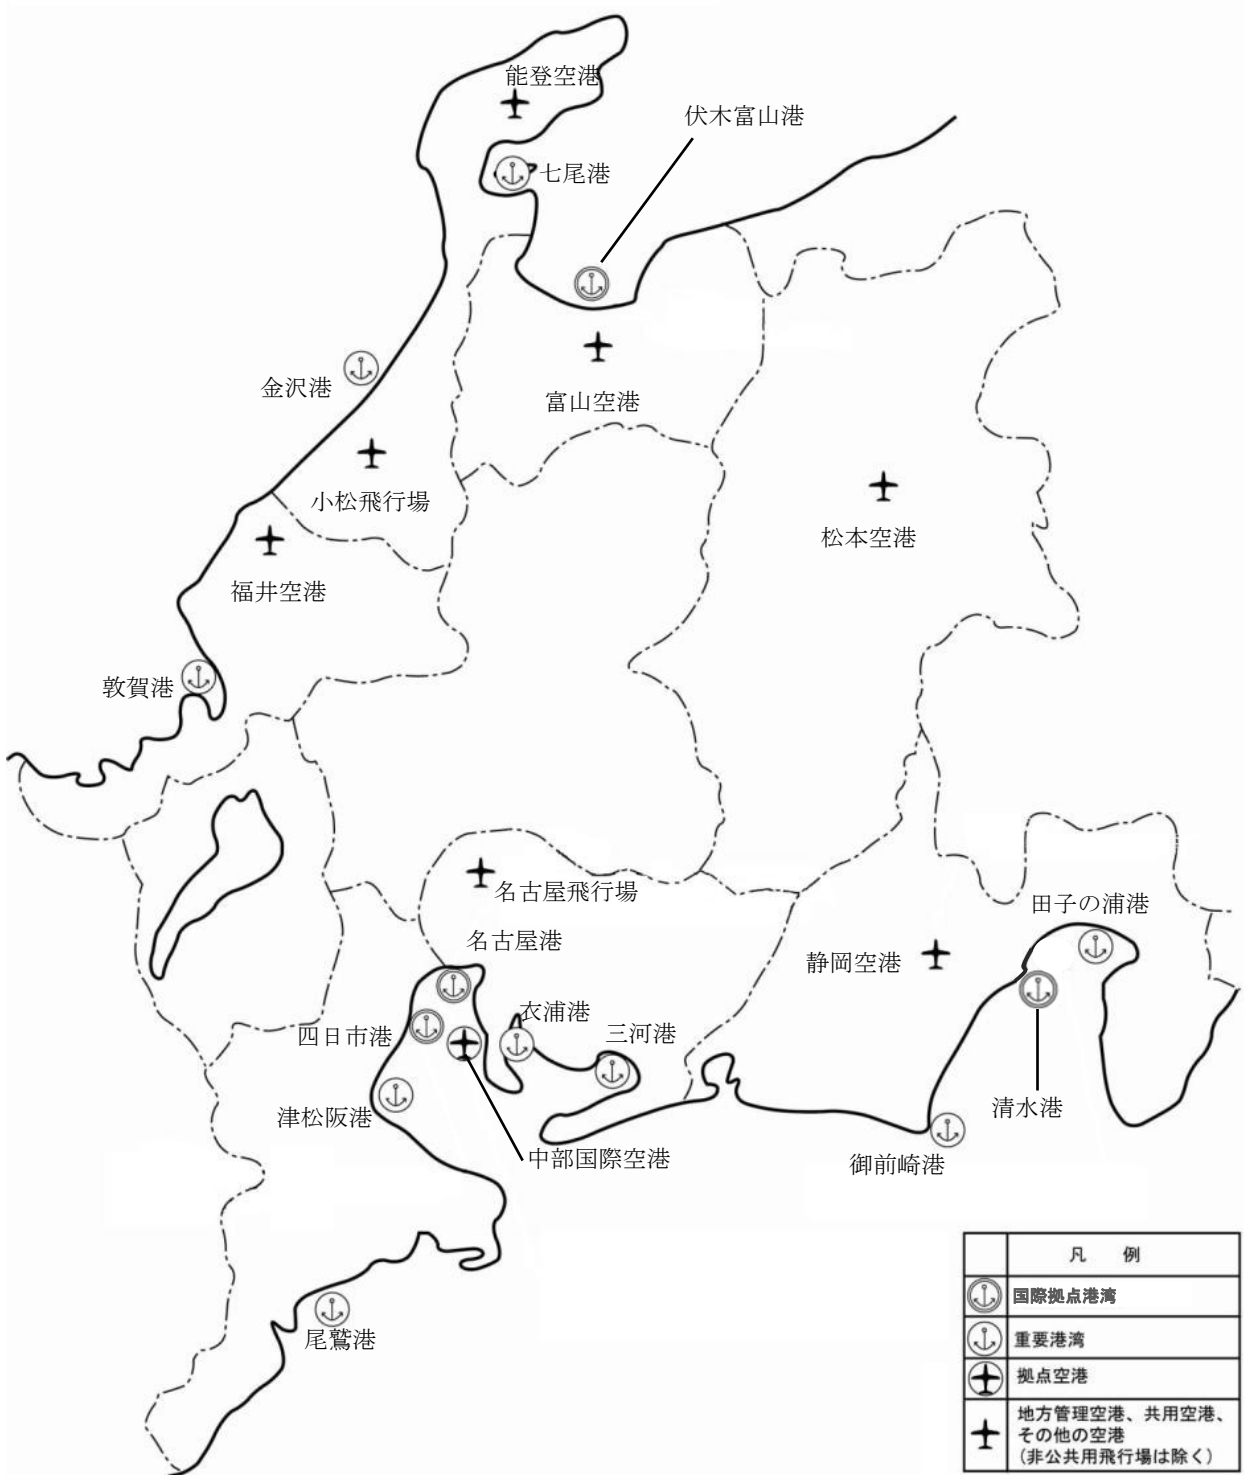 能登空港
伏木富山港
七尾港
金沢港
富山空港
小松飛行場
松本空港
福井空港
敦賀港
名古屋飛行場
田子の浦港
名古屋港
静岡空港
衣浦港
四日市港
三河港
清水港
津松阪港
中部国際空港
御前崎港
尾鷲港
凡 例
国際拠点港湾
重要港湾
拠点空港
地方管理空港、共用空港、
その他の空港
(非公共用飛行場は除く)